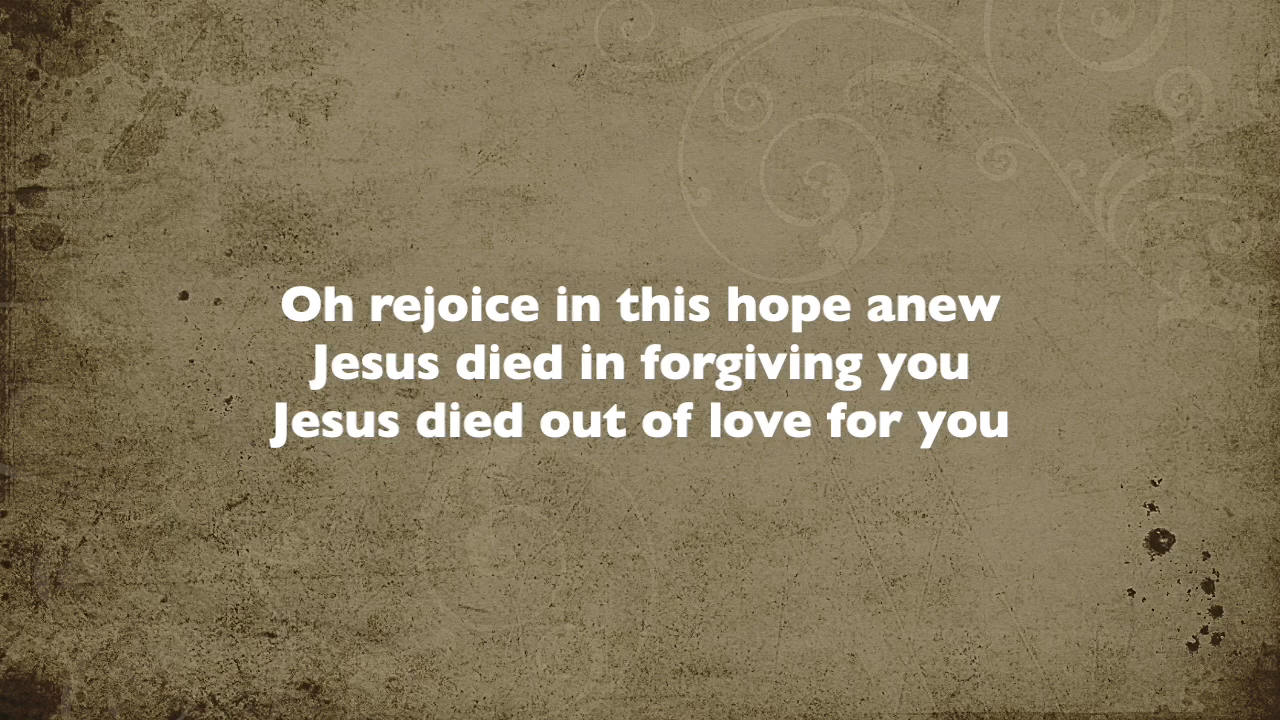 Oh rejoice in this hope anew
Jesus died in forgiving you
Jesus died out of love for you